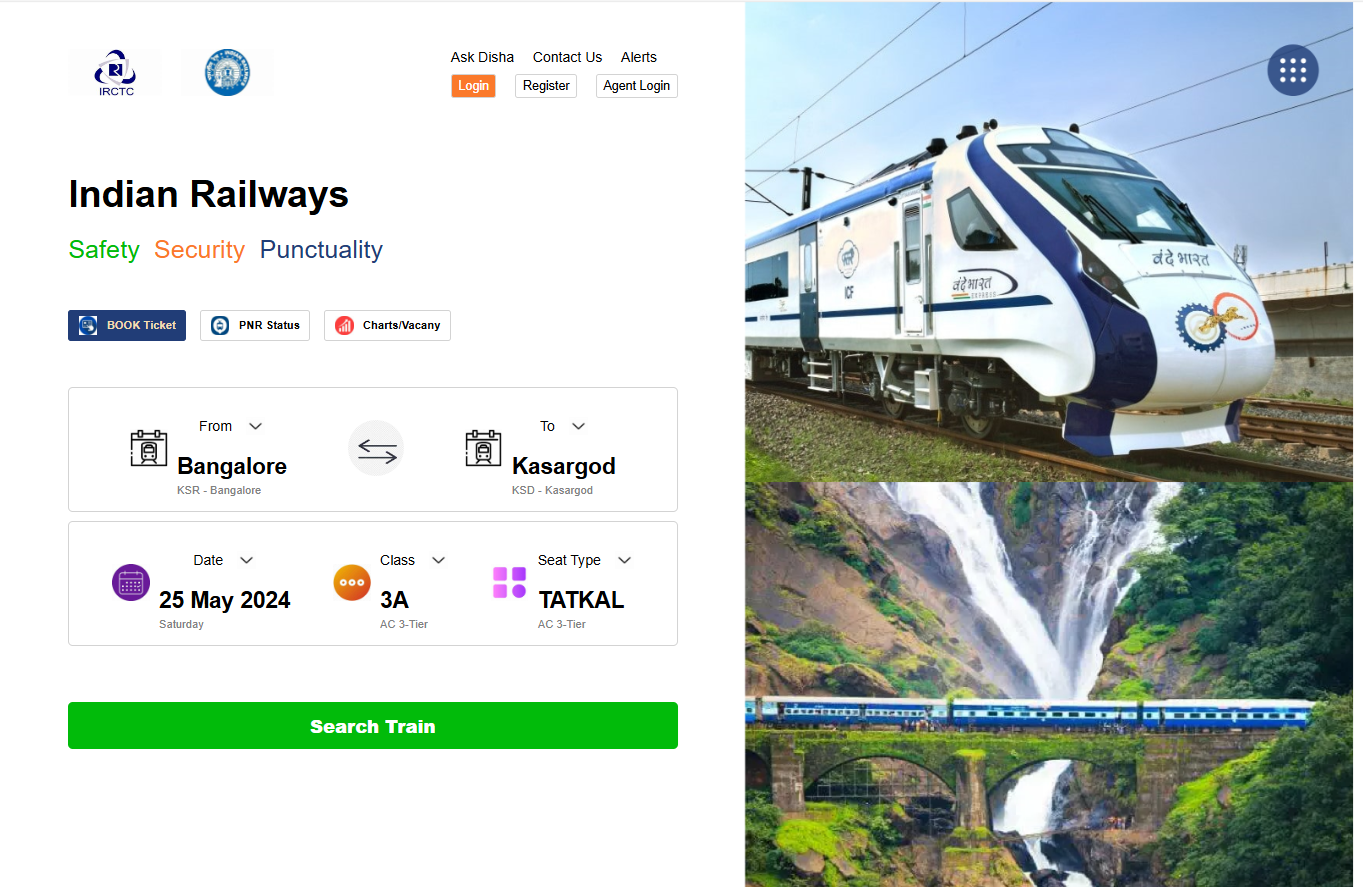 IRCTC
Ask Disha Contact Us Alerts
Login Register Agent Login
Indian Railways
Safety Security Punctuality
BOOK Ticket PNR Status Charts/Vacany
From
Bangalore
KSR - Bangalore
To
Kasargod
KSD - Kasargod
Date
25 May 2024
Saturday
Class
3A
AC 3-Tier
Seat Type
TATKAL
AC 3-Tier
Search Train
वंदे भारत
वंदे भारत
EXPRESS
ICF